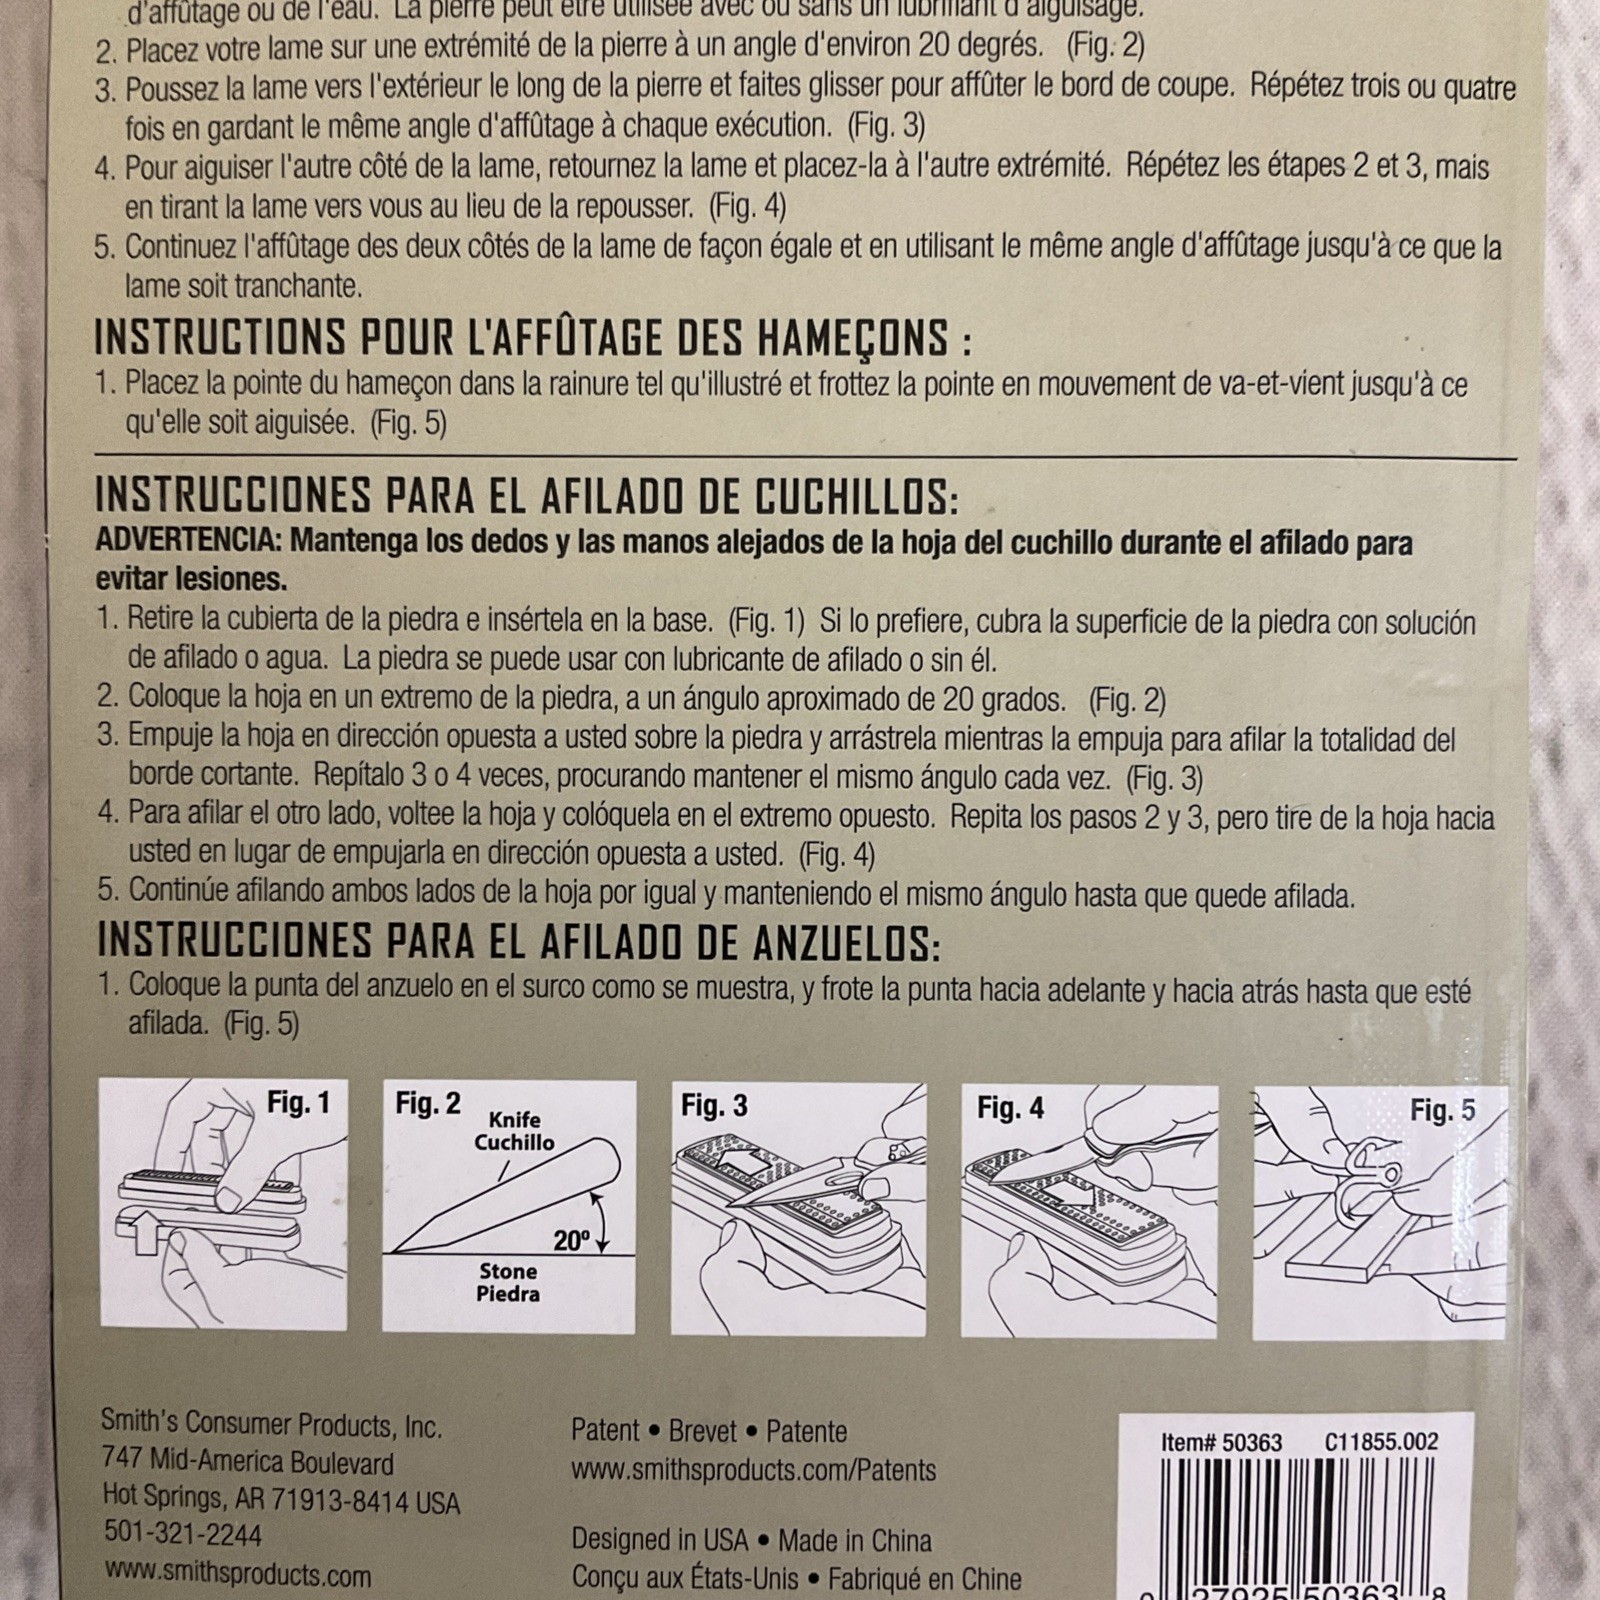 d'affûtage ou de l'eau. La pierre peut être utilisée avec ou sans un lubrifiant d'aiguisage.
2. Placez votre lame sur une extrémité de la pierre à un angle d'environ 20 degrés. (Fig. 2)
3. Poussez la lame vers l'extérieur le long de la pierre et faites glisser pour affûter le bord de coupe. Répétez trois ou quatre
fois en gardant le même angle d'affûtage à chaque exécution. (Fig. 3)
4. Pour aiguiser l'autre côté de la lame, retournez la lame et placez-la à l'autre extrémité. Répétez les étapes 2 et 3, mais
en tirant la lame vers vous au lieu de la repousser. (Fig. 4)
5. Continuez l'affûtage des deux côtés de la lame de façon égale et en utilisant le même angle d'affûtage jusqu'à ce que la
lame soit tranchante.
INSTRUCTIONS POUR L'AFFÛTAGE DES HAMEÇONS :
1. Placez la pointe du hameçon dans la rainure tel qu'illustré et frottez la pointe en mouvement de va-et-vient jusqu'à ce
qu'elle soit aiguisée. (Fig. 5)
INSTRUCCIONES PARA EL AFILADO DE CUCHILLOS:
ADVERTENCIA: Mantenga los dedos y las manos alejados de la hoja del cuchillo durante el afilado para
evitar lesiones.
1. Retire la cubierta de la piedra e insértela en la base. (Fig. 1) Si lo prefiere, cubra la superficie de la piedra con solución
de afilado o agua. La piedra se puede usar con lubricante de afilado o sin él.
2. Coloque la hoja en un extremo de la piedra, a un ángulo aproximado de 20 grados. (Fig. 2)
3. Empuje la hoja en dirección opuesta a usted sobre la piedra y arrástrela mientras la empuja para afilar la totalidad del
borde cortante. Repítalo 3 o 4 veces, procurando mantener el mismo ángulo cada vez. (Fig. 3)
4. Para afilar el otro lado, voltee la hoja y colóquela en el extremo opuesto. Repita los pasos 2 y 3, pero tire de la hoja hacia
usted en lugar de empujarla en dirección opuesta a usted. (Fig. 4)
5. Continúe afilando ambos lados de la hoja por igual y manteniendo el mismo ángulo hasta que quede afilada.
INSTRUCCIONES PARA EL AFILADO DE ANZUELOS:
1. Coloque la punta del anzuelo en el surco como se muestra, y frote la punta hacia adelante y hacia atrás hasta que esté
afilada. (Fig. 5)
Fig. 1
Fig. 2
Knife
Cuchillo
20º
Stone
Piedra
Fig. 3
Fig. 4
Fig. 5
Smith's Consumer Products, Inc.
747 Mid-America Boulevard
Hot Springs, AR 71913-8414 USA
501-321-2244
www.smithsproducts.com
Patent • Brevet • Patente
www.smithsproducts.com/Patents
Designed in USA • Made in China
Conçu aux États-Unis • Fabriqué en Chine
Item# 50363 C11855.002
0 27925 50363 8